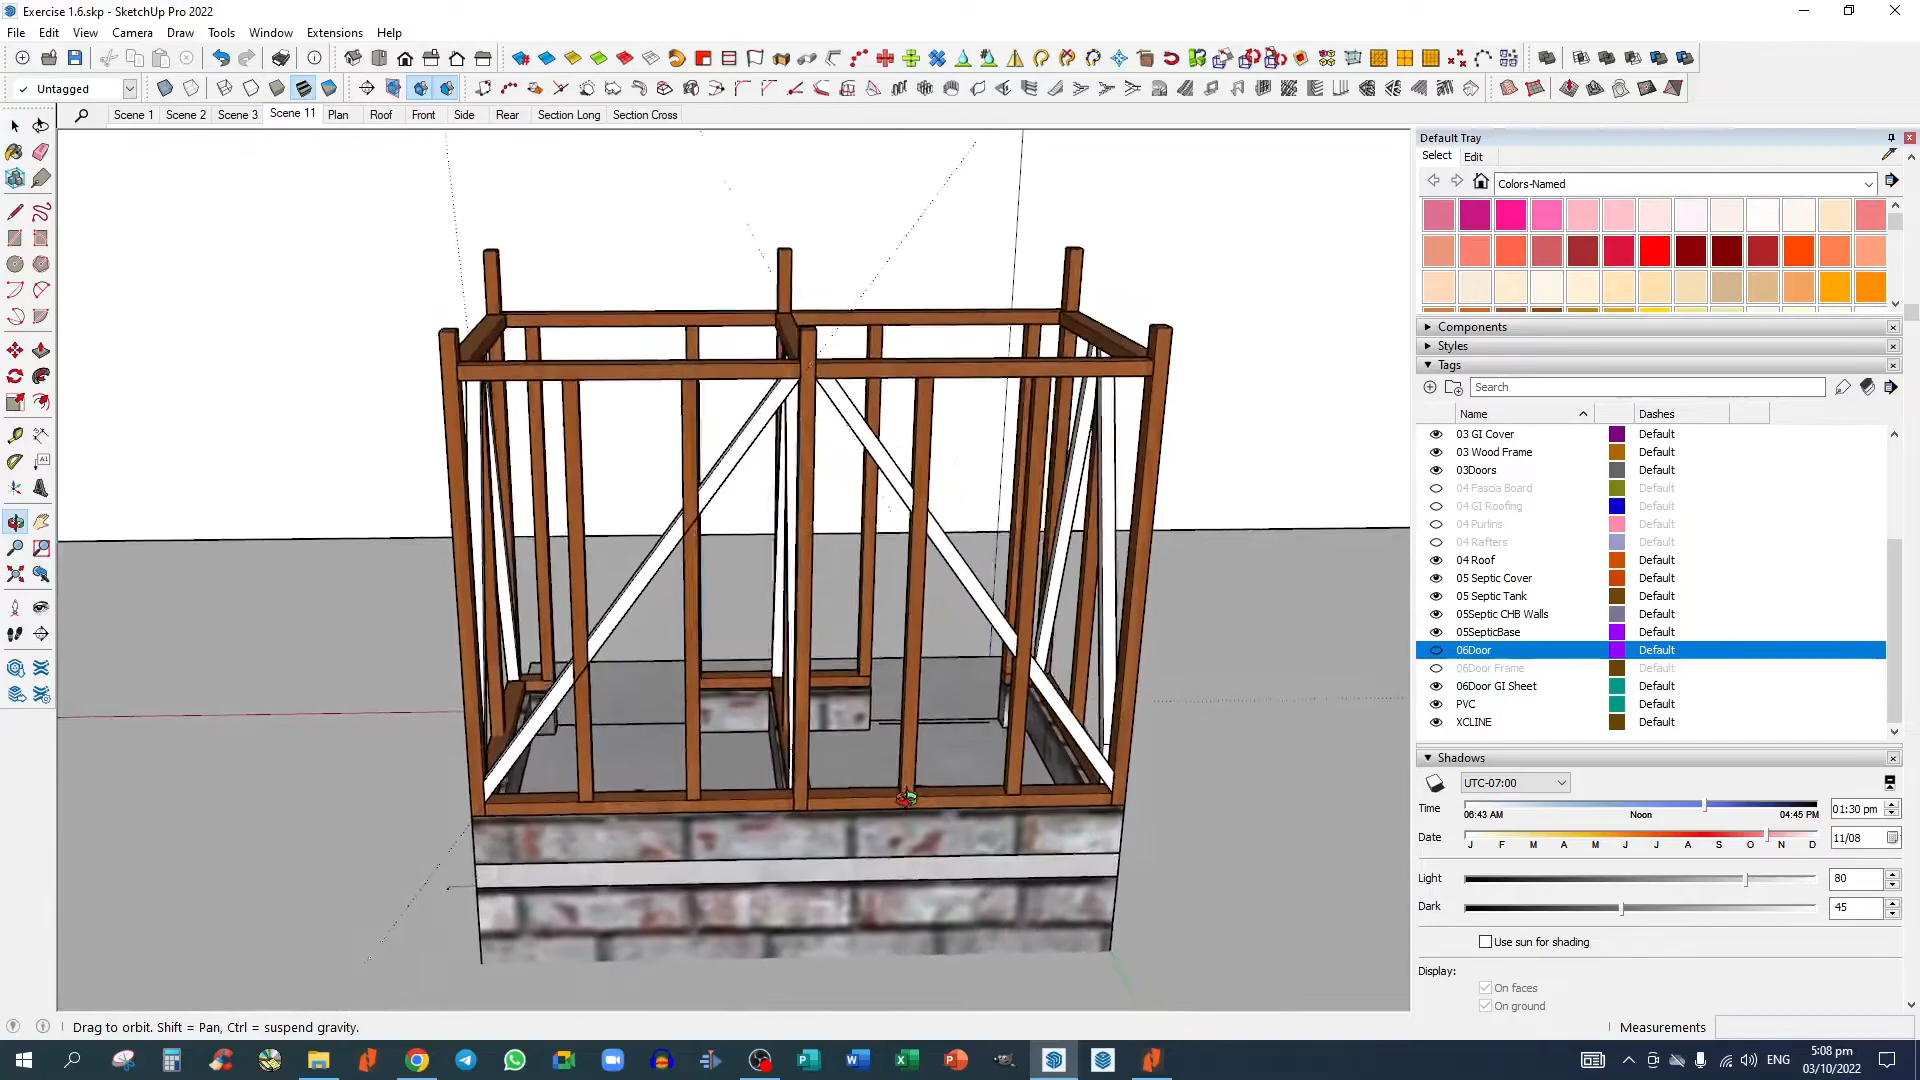 Exercise 1.6.skp - SketchUp Pro 2022
File Edit View Camera Draw Tools Window Extensions Help
Untagged
Scene 1 Scene 2 Scene 3 Scene 11 Plan Roof Front Side Rear Section Long Section Cross
Default Tray
Select Edit
Colors-Named
Components
Styles
Tags
Search
Name Dashes
03 GI Cover Default
03 Wood Frame Default
03Doors Default
04 Fascia Board Default
04 GI Roofing Default
04 Purlins Default
04 Rafters Default
04 Roof Default
05 Septic Cover Default
05 Septic Tank Default
05Septic CHB Walls Default
05SepticBase Default
06Door Default
06Door Frame Default
06Door GI Sheet Default
PVC Default
XCLINE Default
Shadows
UTC-07:00
Time 01:30 pm
06:43 AM Noon 04:45 PM
Date 11/08
J F M A M J J A S O N D
Light 80
Dark 45
Use sun for shading
Display:
On faces
On ground
Drag to orbit. Shift = Pan, Ctrl = suspend gravity.
Measurements
ENG
5:08 pm
03/10/2022